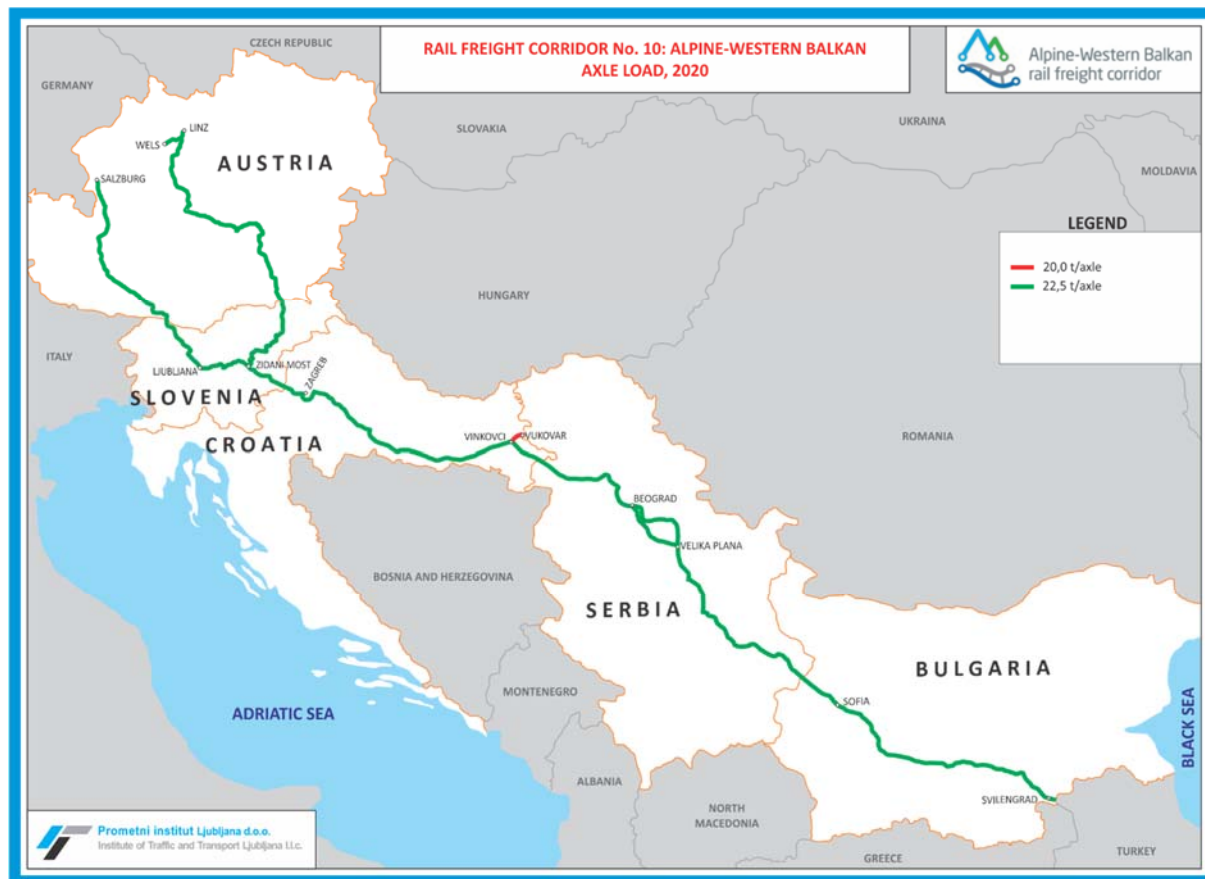 RAIL FREIGHT CORRIDOR No. 10: ALPINE-WESTERN BALKAN
AXLE LOAD, 2020
Alpine-Western Balkan
rail freight corridor
CZECH REPUBLIC
GERMANY
SLOVAKIA
UKRAINE
MOLDAVIA
LINZ
WELS
AUSTRIA
SALZBURG
LEGEND
20,0 t/axle
22,5 t/axle
HUNGARY
ITALY
LJUBLJANA
ZIDANI MOST
ZAGREB
SLOVENIA
CROATIA
VINKOVCI
VUKOVAR
ROMANIA
BEOGRAD
VELIKA PLANA
BOSNIA AND HERZEGOVINA
SERBIA
BULGARIA
MONTENEGRO
SOFIA
ADRIATIC SEA
BLACK SEA
ALBANIA
SVILENGRAD
NORTH
MACEDONIA
GREECE
TURKEY
Prometni institut Ljubljana d.o.o.
Institute of Traffic and Transport Ljubljana l.l.c.